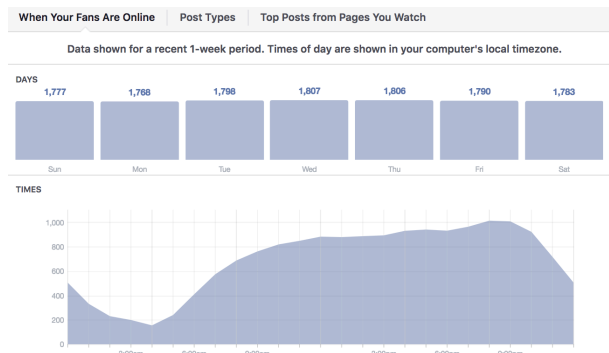 When Your Fans Are Online Post Types Top Posts from Pages You Watch
Data shown for a recent 1-week period. Times of day are shown in your computer's local timezone.
DAYS
1,777 1,768 1,798 1,807 1,806 1,790 1,783
Sun Mon Tue Wed Thu Fri Sat
TIMES
1,000
800
600
400
200
0